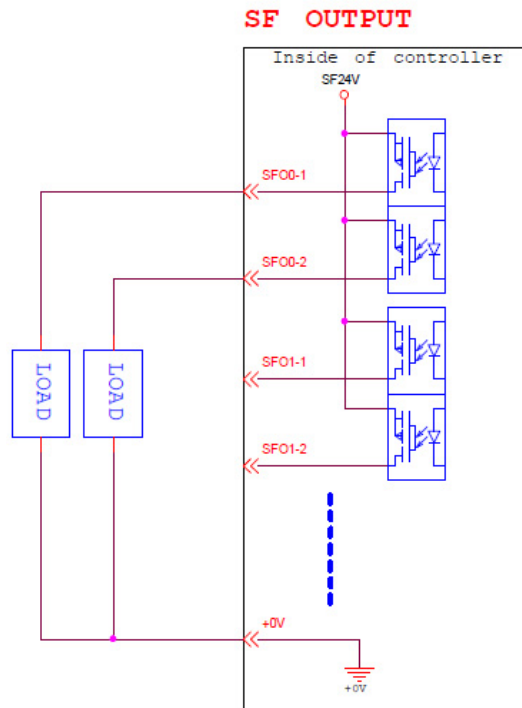 SF OUTPUT
Inside of controller
SF24V
SFO0-1
SFO0-2
LOAD
LOAD
SFO1-1
SFO1-2
+0V
+0V